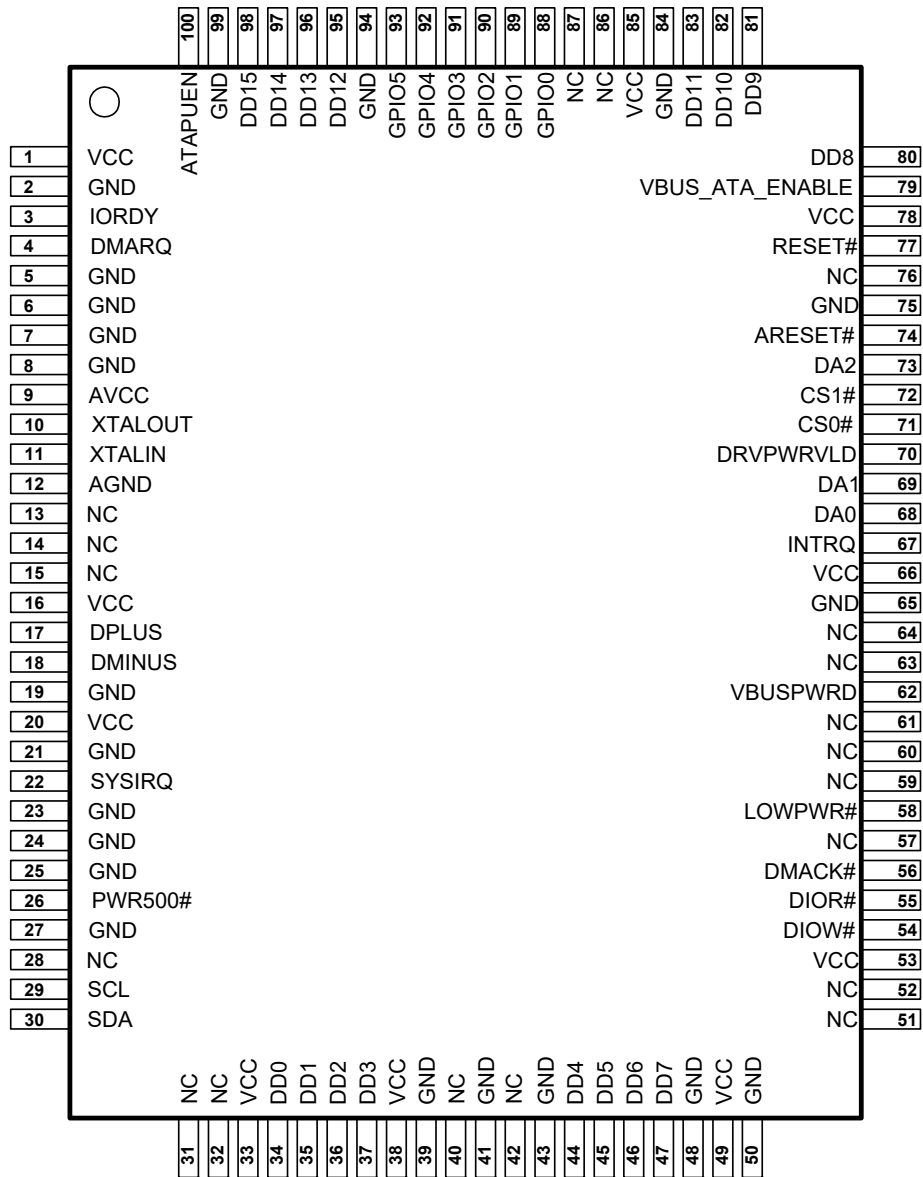 100 99 98 97 96 95 94 93 92 91 90 89 88 87 86 85 84 83 82 81
ATAPUEN GND DD15 DD14 DD13 DD12 GND GPIO5 GPIO4 GPIO3 GPIO2 GPIO1 GPIO0 NC NC VCC GND DD11 DD10 DD9
1 VCC DD8 80
2 GND VBUS_ATA_ENABLE 79
3 IORDY VCC 78
4 DMARQ RESET# 77
5 GND NC 76
6 GND GND 75
7 GND ARESET# 74
8 GND DA2 73
9 AVCC CS1# 72
10 XTALOUT CS0# 71
11 XTALIN DRVPWRVLD 70
12 AGND DA1 69
13 NC DA0 68
14 NC INTRQ 67
15 NC VCC 66
16 VCC GND 65
17 DPLUS NC 64
18 DMINUS NC 63
19 GND VBUSPWRD 62
20 VCC NC 61
21 GND NC 60
22 SYSIRQ NC 59
23 GND LOWPWR# 58
24 GND NC 57
25 GND DMACK# 56
26 PWR500# DIOR# 55
27 GND DIOW# 54
28 NC VCC 53
29 SCL NC 52
30 SDA NC 51
NC NC VCC DD0 DD1 DD2 DD3 VCC GND NC GND NC GND DD4 DD5 DD6 DD7 GND VCC GND
31 32 33 34 35 36 37 38 39 40 41 42 43 44 45 46 47 48 49 50